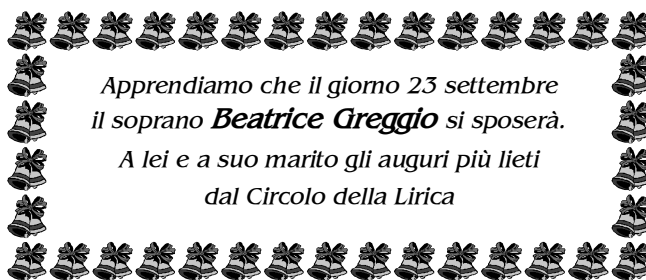 Apprendiamo che il giorno 23 settembre
il soprano Beatrice Greggio si sposerà.
A lei e a suo marito gli auguri più lieti
dal Circolo della Lirica